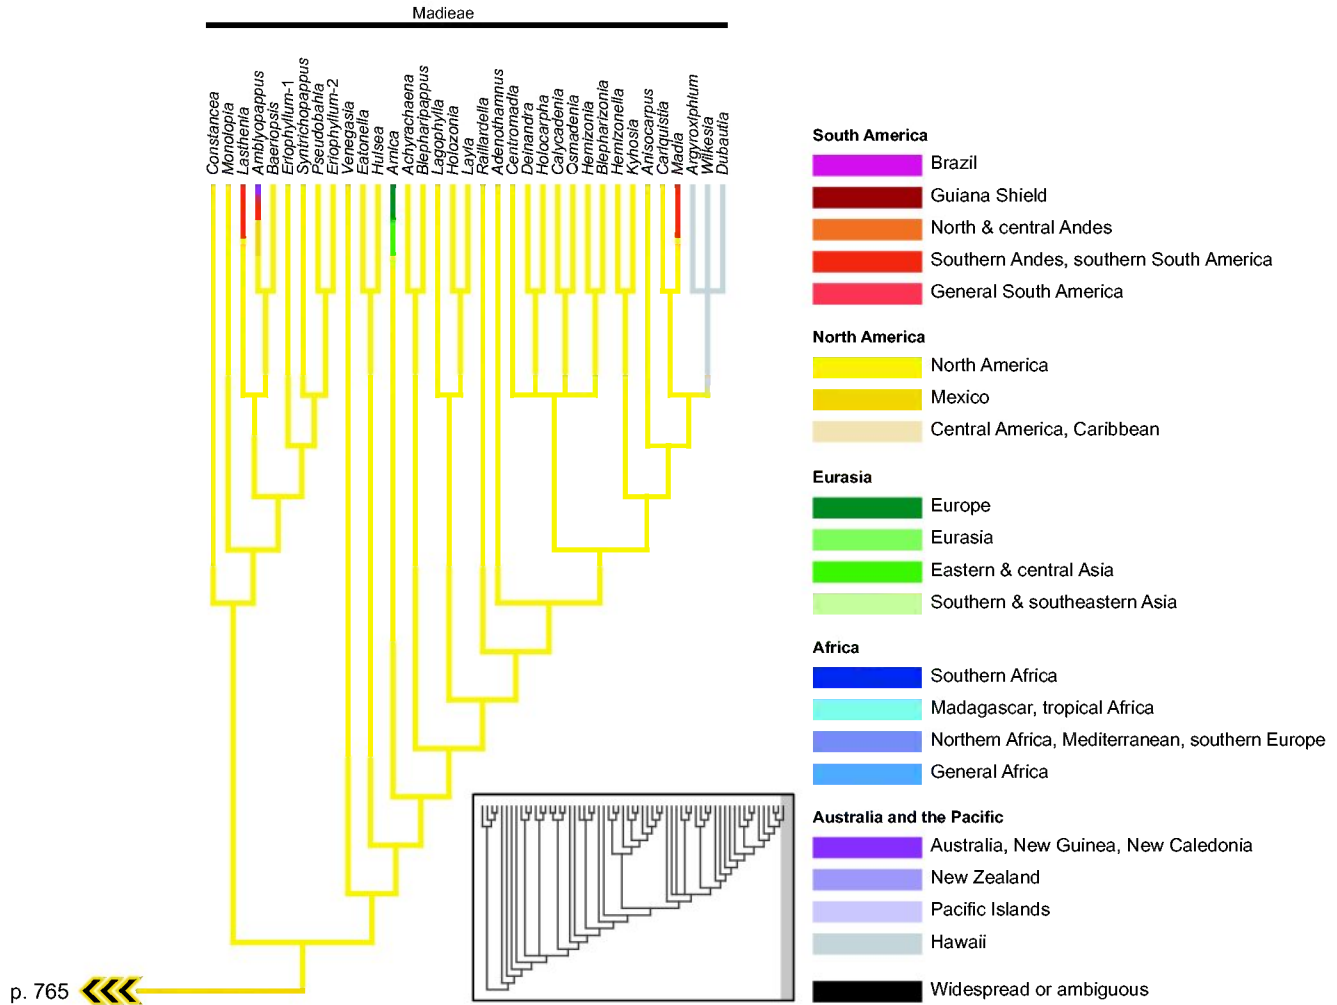 Madieae
Constancea
Monolopia
Lasthenia
Amblyopappus
Baeriopsis
Eriophyllum-1
Syntrichopappus
Pseudobahia
Eriophyllum-2
Venegasia
Eatonella
Hulsea
Arnica
Achyrachaena
Blepharipappus
Lagophylla
Holozonia
Layia
Raillardella
Adenothamnus
Centromadia
Deinandra
Holocarpha
Calycadenia
Osmadenia
Hemizonia
Blepharizonia
Hemizonella
Kyhosia
Anisocarpus
Carlquistia
Madia
Argyroxiphium
Wilkesia
Dubautia
South America
Brazil
Guiana Shield
North & central Andes
Southern Andes, southern South America
General South America
North America
North America
Mexico
Central America, Caribbean
Eurasia
Europe
Eurasia
Eastern & central Asia
Southern & southeastern Asia
Africa
Southern Africa
Madagascar, tropical Africa
Northern Africa, Mediterranean, southern Europe
General Africa
Australia and the Pacific
Australia, New Guinea, New Caledonia
New Zealand
Pacific Islands
Hawaii
Widespread or ambiguous
p. 765